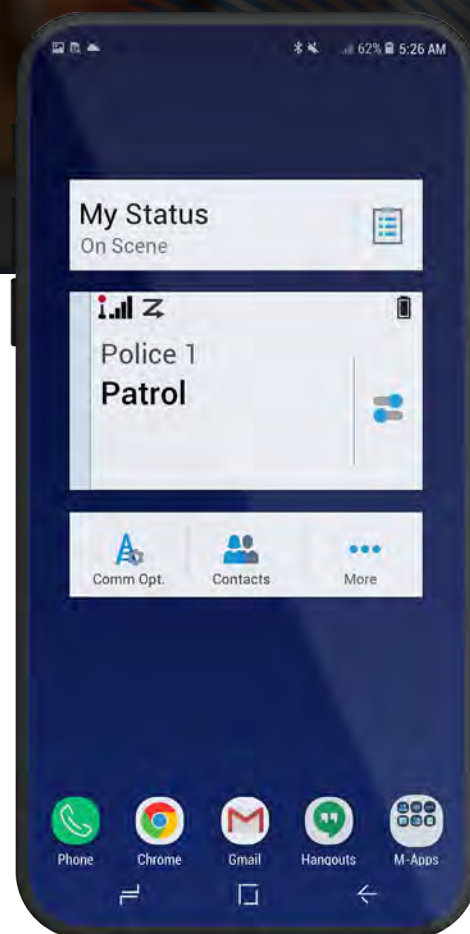 62% 5:26 AM
My Status
On Scene
Police 1
Patrol
Comm Opt.
Contacts
More
Phone
Chrome
Gmail
Hangouts
M-Apps